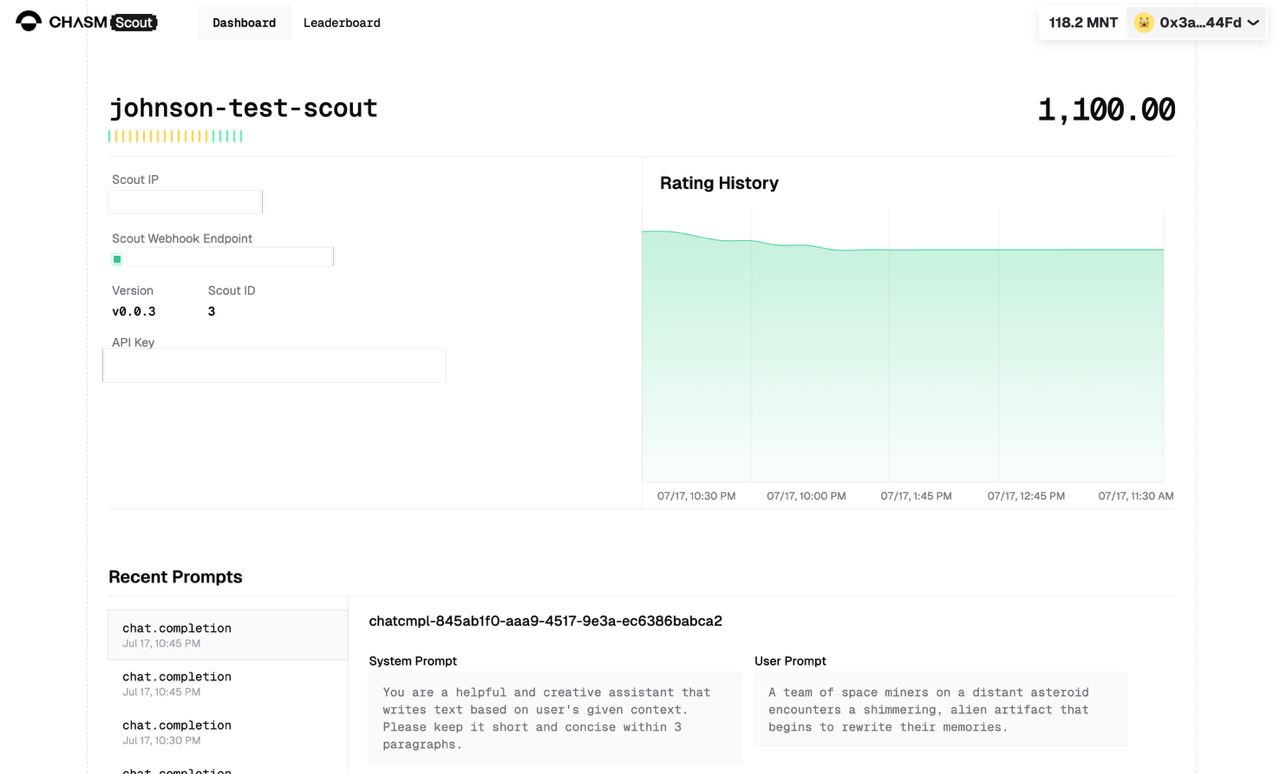 CHASM Scout
Dashboard
Leaderboard
118.2 MNT
0x3a...44Fd
johnson-test-scout
1,100.00
Scout IP
Scout Webhook Endpoint
Version
Scout ID
v0.0.3
3
API Key
Rating History
07/17, 10:30 PM
07/17, 10:00 PM
07/17, 1:45 PM
07/17, 12:45 PM
07/17, 11:30 AM
Recent Prompts
chat.completion
Jul 17, 10:45 PM
chat.completion
Jul 17, 10:45 PM
chat.completion
Jul 17, 10:30 PM
chat.completion
chatcmpl-845ab1f0-aaa9-4517-9e3a-ec6386babca2
System Prompt
You are a helpful and creative assistant that
writes text based on user's given context.
Please keep it short and concise within 3
paragraphs.
User Prompt
A team of space miners on a distant asteroid
encounters a shimmering, alien artifact that
begins to rewrite their memories.